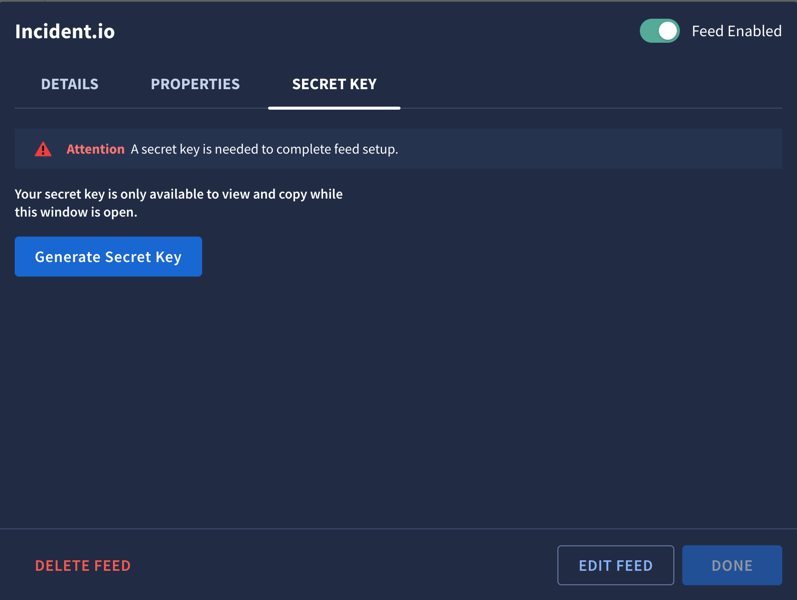 Incident.io
Feed Enabled
DETAILS
PROPERTIES
SECRET KEY
Attention A secret key is needed to complete feed setup.
Your secret key is only available to view and copy while
this window is open.
Generate Secret Key
DELETE FEED
EDIT FEED
DONE